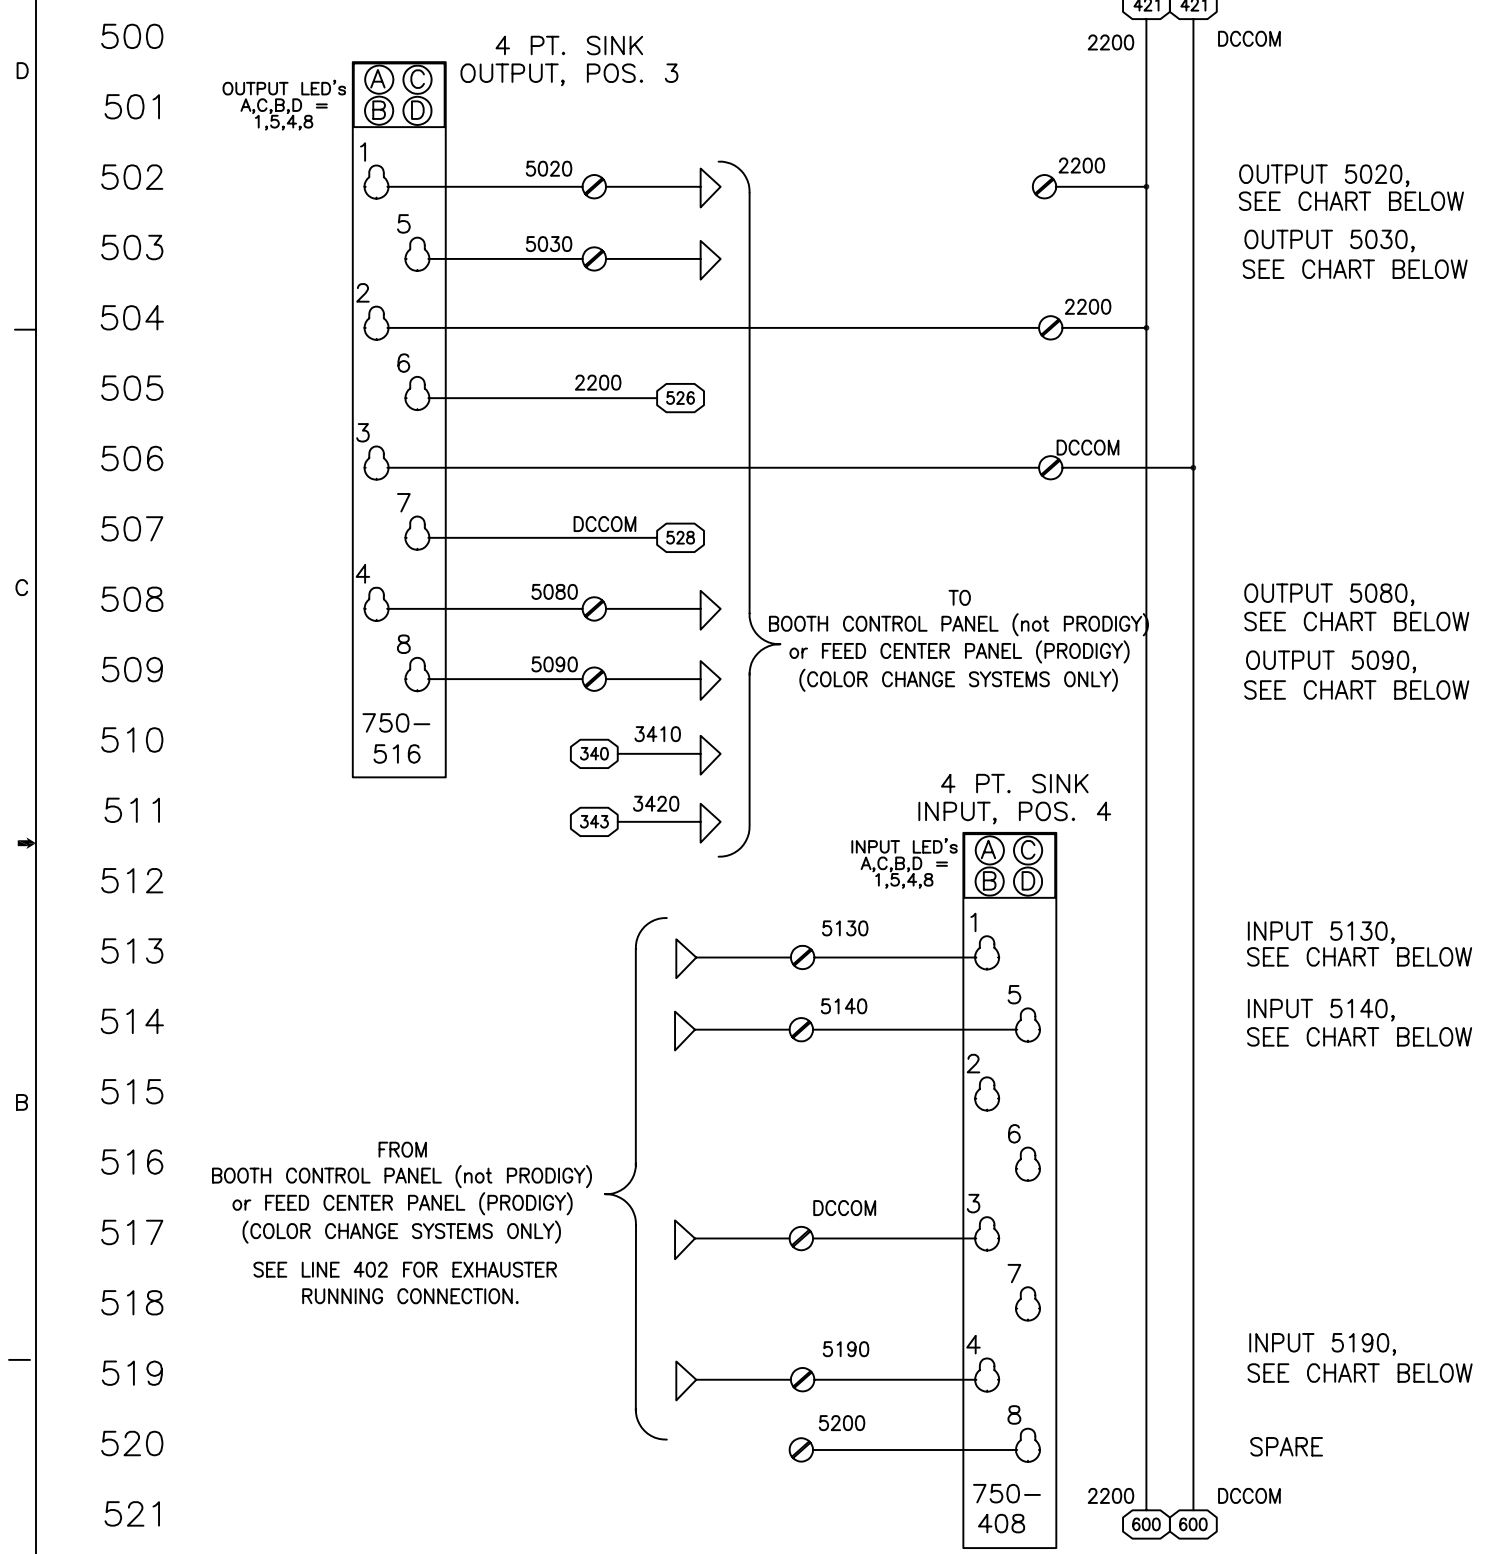 421 421
500
2200
DCCOM
4 PT. SINK
OUTPUT, POS. 3
D
OUTPUT LED's
A,C,B,D =
1,5,4,8
A C
B D
501
502
1
5020
2200
OUTPUT 5020,
SEE CHART BELOW
503
5
5030
OUTPUT 5030,
SEE CHART BELOW
504
2
2200
505
6
2200
526
506
3
DCCOM
507
7
DCCOM
528
C
508
4
5080
OUTPUT 5080,
SEE CHART BELOW
TO
BOOTH CONTROL PANEL (not PRODIGY)
or FEED CENTER PANEL (PRODIGY)
(COLOR CHANGE SYSTEMS ONLY)
509
8
5090
OUTPUT 5090,
SEE CHART BELOW
750-
516
510
340
3410
511
343
3420
4 PT. SINK
INPUT, POS. 4
INPUT LED's
A,C,B,D =
1,5,4,8
A C
B D
512
513
5130
1
INPUT 5130,
SEE CHART BELOW
514
5140
5
INPUT 5140,
SEE CHART BELOW
B
515
2
516
6
FROM
BOOTH CONTROL PANEL (not PRODIGY)
or FEED CENTER PANEL (PRODIGY)
(COLOR CHANGE SYSTEMS ONLY)
SEE LINE 402 FOR EXHAUSTER
RUNNING CONNECTION.
517
DCCOM
3
518
7
519
5190
4
INPUT 5190,
SEE CHART BELOW
520
5200
8
SPARE
521
750-
408
2200
DCCOM
600 600